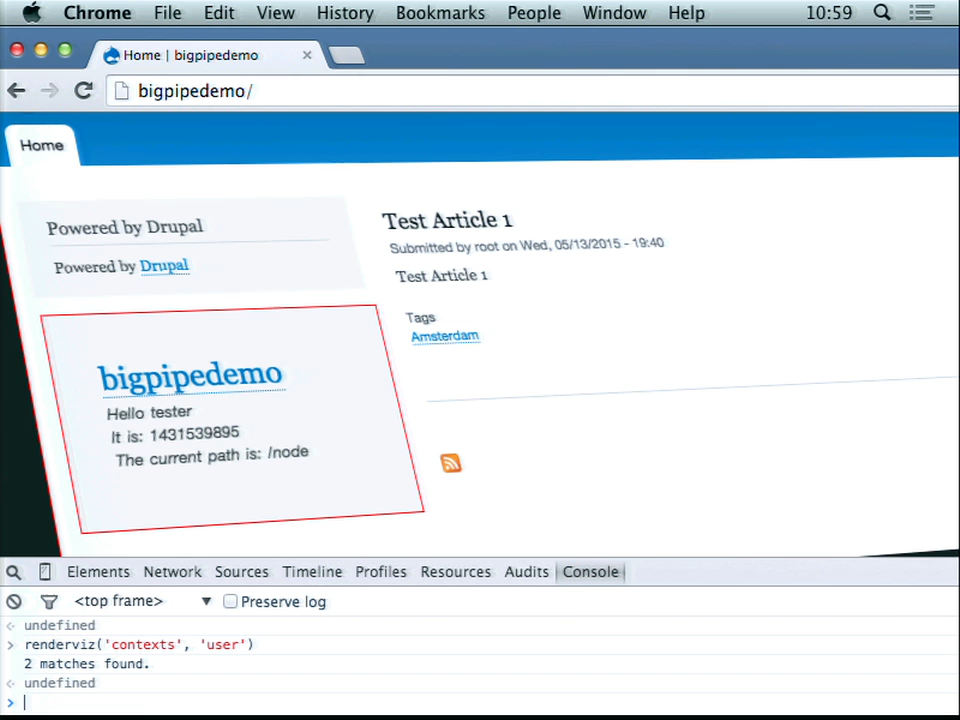 Chrome File Edit View History Bookmarks People Window Help 10:59
Home | bigpipedemo
bigpipedemo/
Home
Powered by Drupal
Powered by Drupal
Test Article 1
Submitted by root on Wed, 05/13/2015 - 19:40
Test Article 1
Tags
Amsterdam
bigpipedemo
Hello tester
It is: 1431539895
The current path is: /node
Elements Network Sources Timeline Profiles Resources Audits Console
<top frame> Preserve log
undefined
renderviz('contexts', 'user')
2 matches found.
undefined